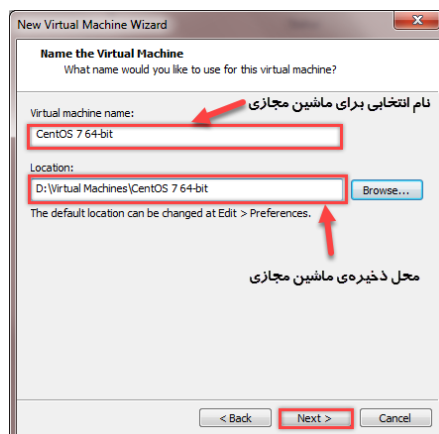 New Virtual Machine Wizard
Name the Virtual Machine
What name would you like to use for this virtual machine?
نام انتخابی برای ماشین مجازی
Virtual machine name:
CentOS 7 64-bit
Location:
D:\Virtual Machines\CentOS 7 64-bit
Browse...
The default location can be changed at Edit > Preferences.
محل ذخیره‌ی ماشین مجازی
< Back
Next >
Cancel